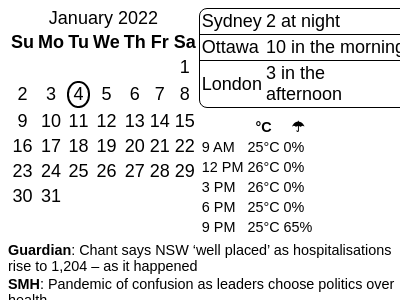 January 2022
Su Mo Tu We Th Fr Sa
1
2 3 4 5 6 7 8
9 10 11 12 13 14 15
16 17 18 19 20 21 22
23 24 25 26 27 28 29
30 31
Sydney 2 at night
Ottawa 10 in the morning
London 3 in the
afternoon
°C ☂
9 AM 25°C 0%
12 PM 26°C 0%
3 PM 26°C 0%
6 PM 25°C 0%
9 PM 25°C 65%
Guardian: Chant says NSW ‘well placed’ as hospitalisations
rise to 1,204 – as it happened
SMH: Pandemic of confusion as leaders choose politics over
health